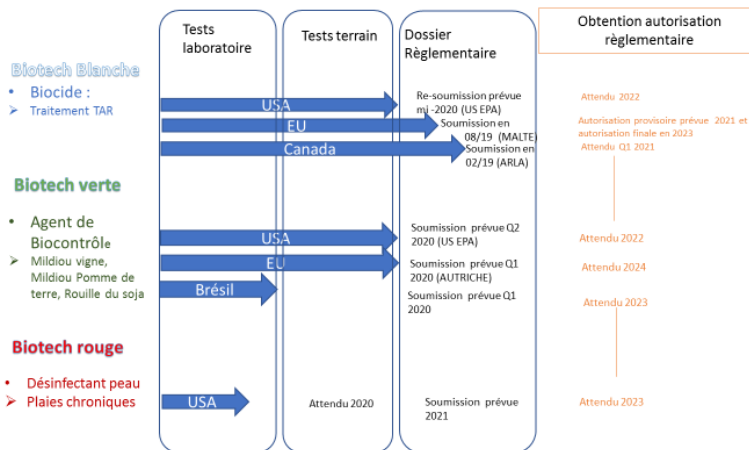 Tests
laboratoire
Tests terrain
Dossier
Règlementaire
Obtention autorisation
règlementaire
Biotech Blanche
• Biocide :
➢ Traitement TAR
USA
Re-soumission prévue
mi -2020 (US EPA)
Attendu 2022
EU
Soumission en
08/19 (MALTE)
Autorisation provisoire prévue 2021 et
autorisation finale en 2023
Canada
Soumission en
02/19 (ARLA)
Attendu Q1 2021
Biotech verte
• Agent de
Biocontrôle
➢ Mildiou vigne,
Mildiou Pomme de
terre, Rouille du soja
USA
Soumission prévue Q2
2020 (US EPA)
Attendu 2022
EU
Soumission prévue Q1
2020 (AUTRICHE)
Attendu 2024
Brésil
Soumission prévue Q1
2020
Attendu 2023
Biotech rouge
• Désinfectant peau
➢ Plaies chroniques
USA
Attendu 2020
Soumission prévue
2021
Attendu 2023